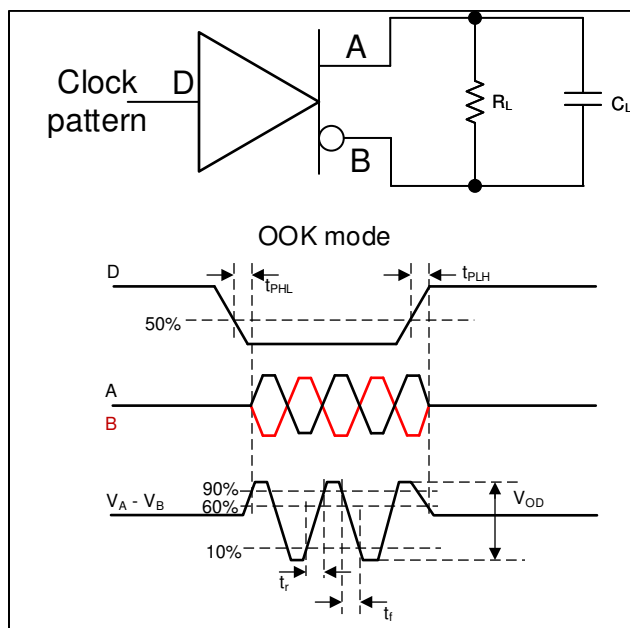 A
Clock
pattern
D
RL
CL
B
OOK mode
D
tPHL
tPLH
50%
A
B
90%
VA - VB
60%
VOD
10%
tr
tf